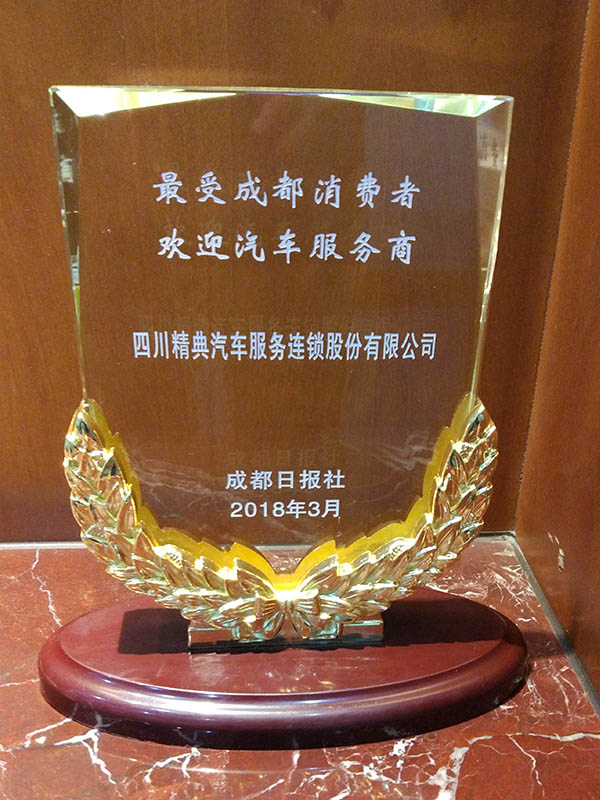 最受成都消费者
欢迎汽车服务商
四川精典汽车服务连锁股份有限公司
成都日报社
2018年3月